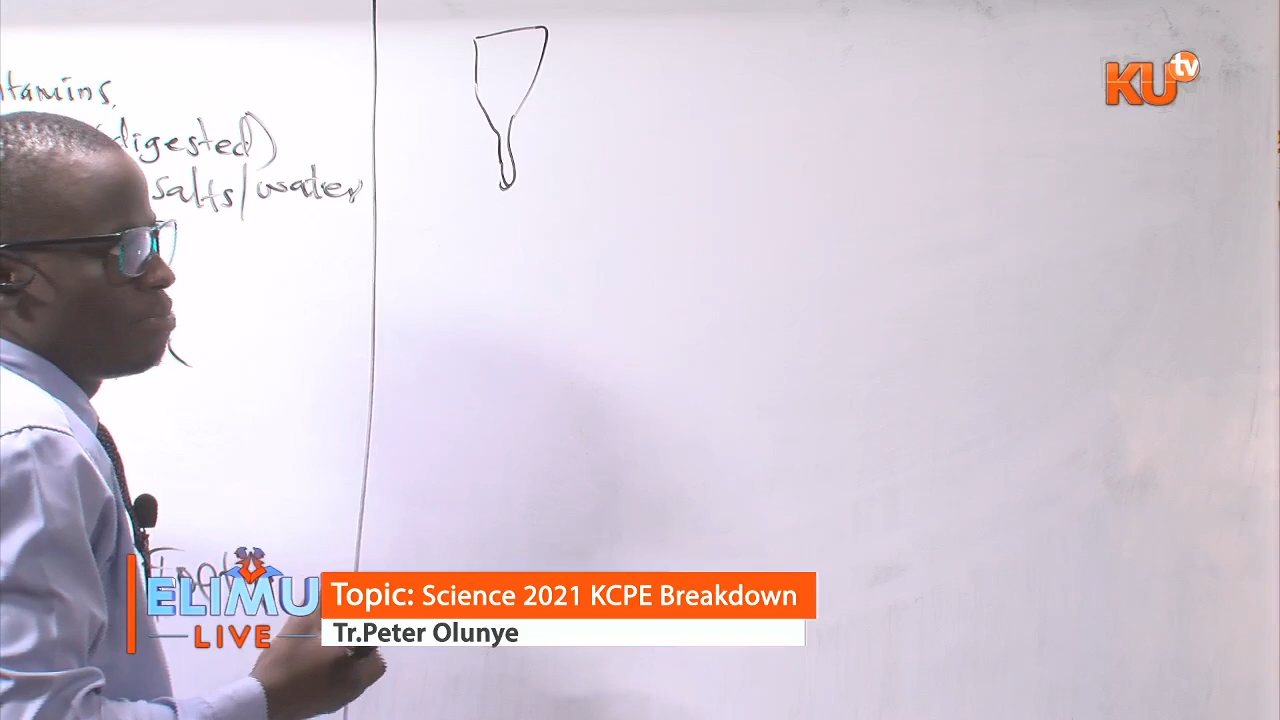 tamins,
(digested)
salts/water
KU tv
ELIMU
LIVE
Topic: Science 2021 KCPE Breakdown
Tr.Peter Olunye